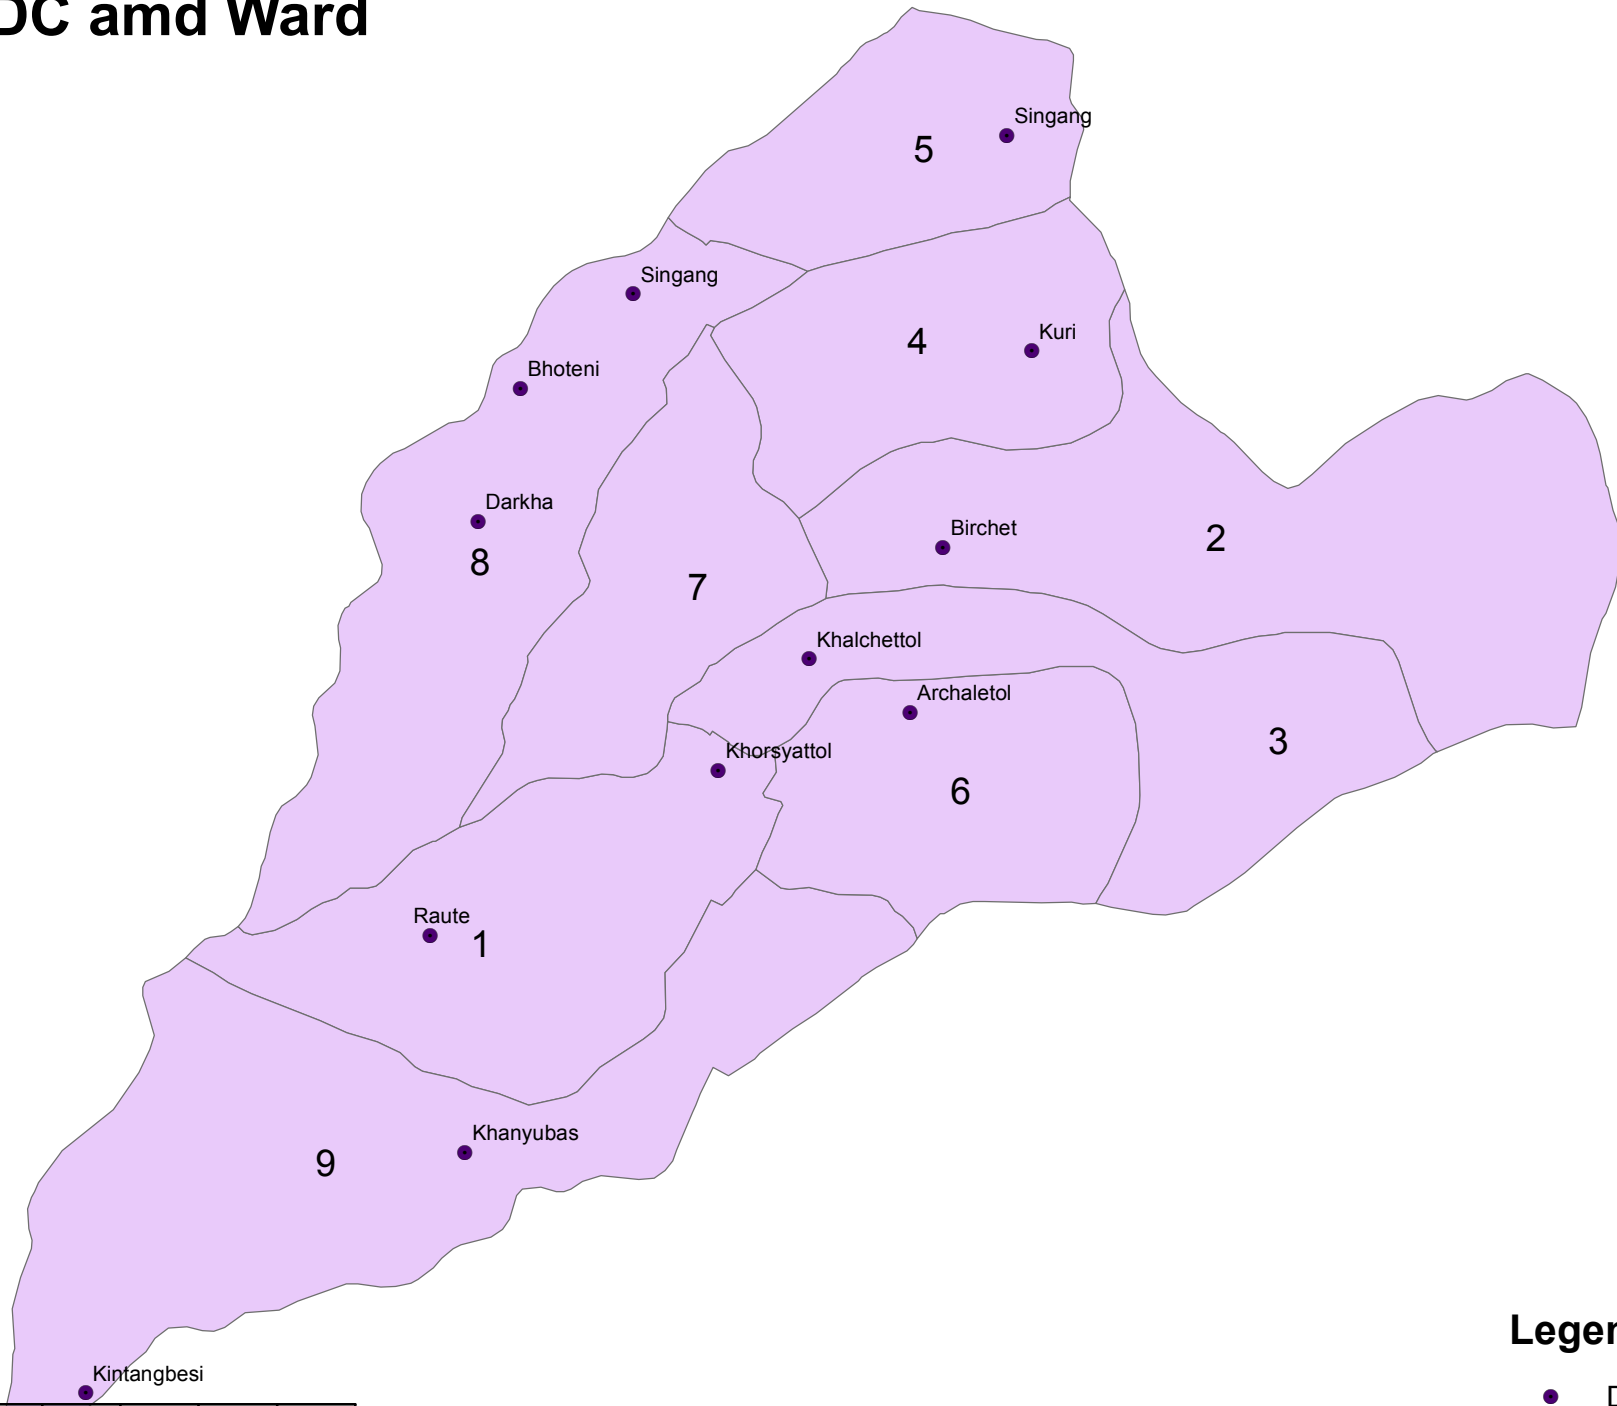 DC amd Ward
Singang
5
Singang
Kuri
4
Bhoteni
Darkha
Birchet
2
8
7
Khalchettol
Archaletol
3
Khorsyattol
6
Raute
1
Khanyubas
9
Legen
Kintangbesi